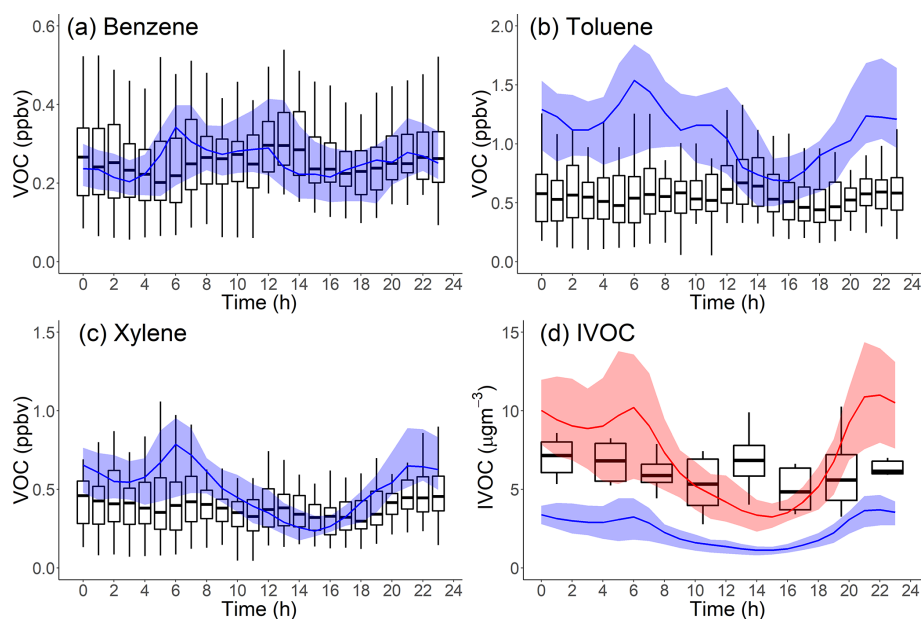 (a) Benzene
VOC (ppbv)
0.6
0.4
0.2
0.0
0 2 4 6 8 10 12 14 16 18 20 22 24
Time (h)
(b) Toluene
VOC (ppbv)
2.0
1.5
1.0
0.5
0.0
0 2 4 6 8 10 12 14 16 18 20 22 24
Time (h)
(c) Xylene
VOC (ppbv)
1.5
1.0
0.5
0.0
0 2 4 6 8 10 12 14 16 18 20 22 24
Time (h)
(d) IVOC
IVOC (μgm⁻³)
15
10
5
0
0 2 4 6 8 10 12 14 16 18 20 22 24
Time (h)